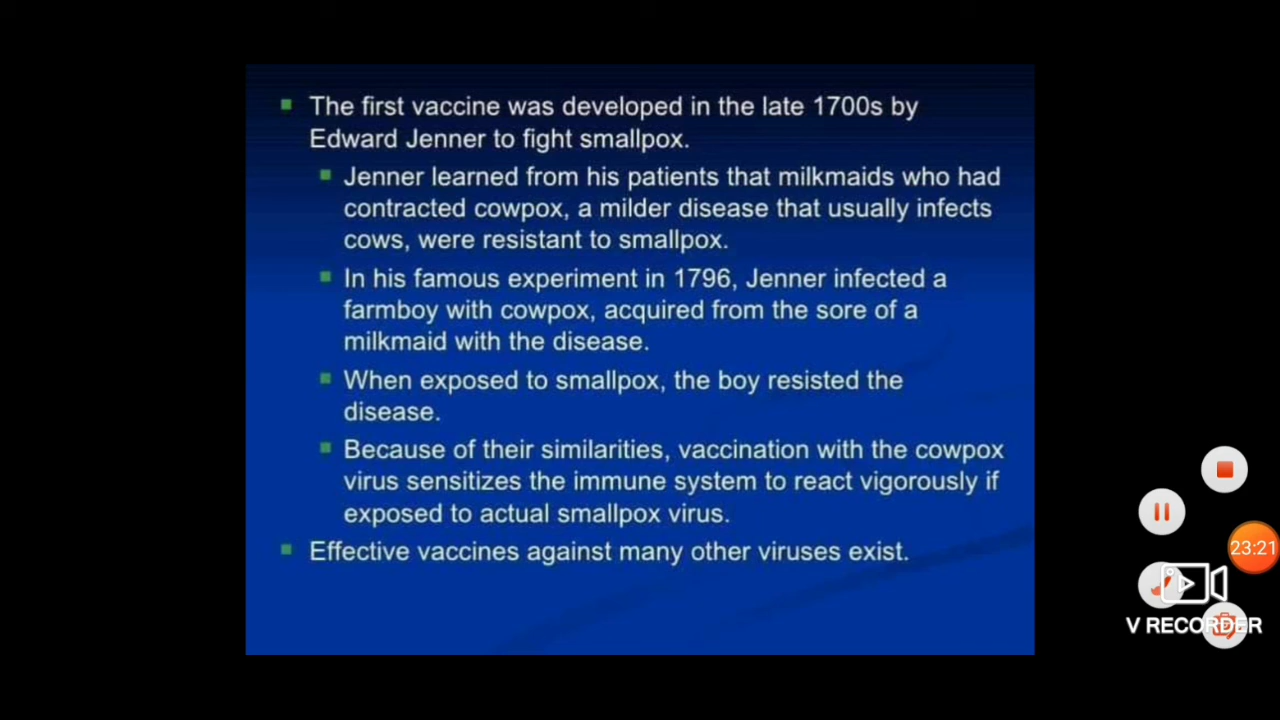 The first vaccine was developed in the late 1700s by
Edward Jenner to fight smallpox.
Jenner learned from his patients that milkmaids who had
contracted cowpox, a milder disease that usually infects
cows, were resistant to smallpox.
In his famous experiment in 1796, Jenner infected a
farmboy with cowpox, acquired from the sore of a
milkmaid with the disease.
When exposed to smallpox, the boy resisted the
disease.
Because of their similarities, vaccination with the cowpox
virus sensitizes the immune system to react vigorously if
exposed to actual smallpox virus.
Effective vaccines against many other viruses exist.
23:21
V RECORDER